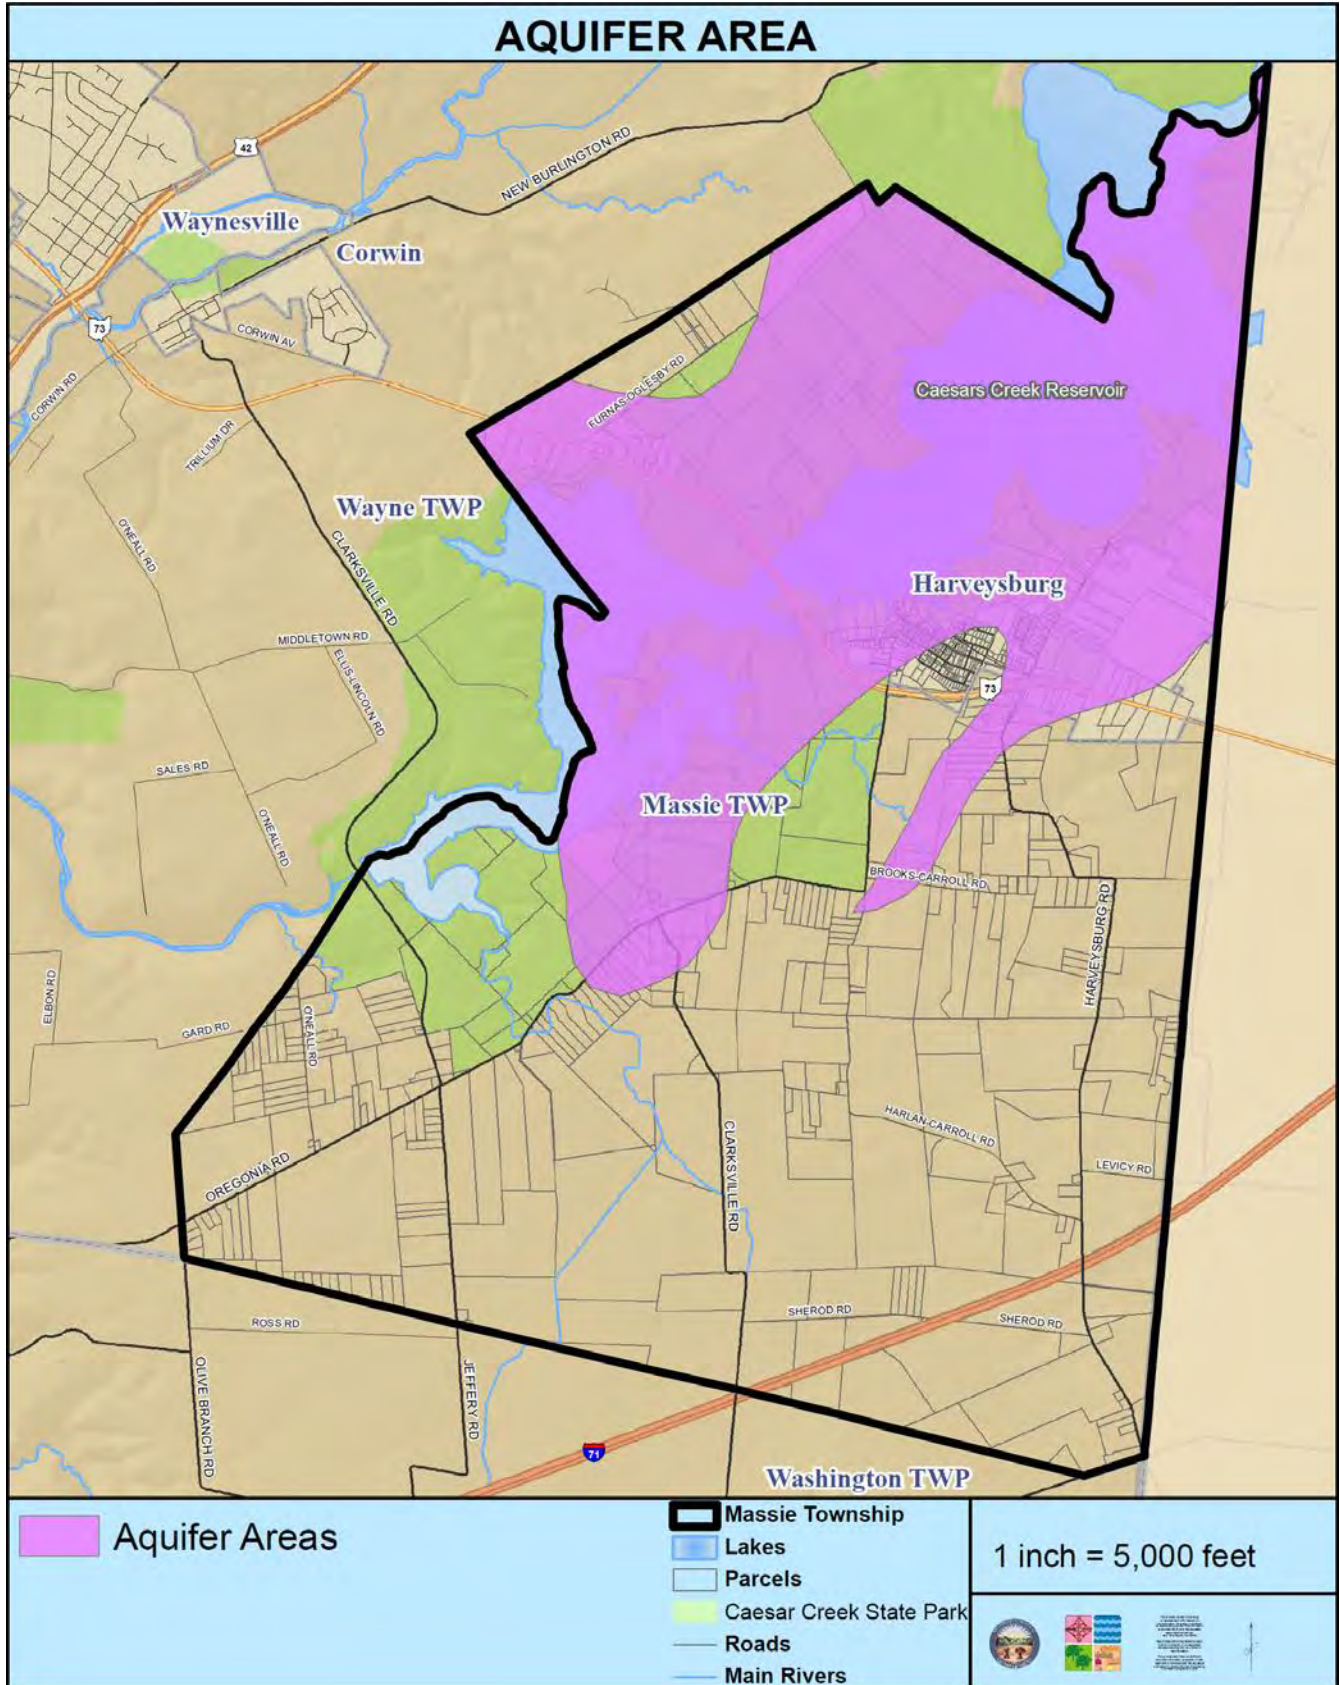 AQUIFER AREA
42
NEW BURLINGTON RD
Waynesville
Corwin
73
CORWIN AV
CORWIN RD
FURNAS-OGLESBY RD
Caesars Creek Reservoir
TRILLIUM DR
Wayne TWP
O'NEALL RD
CLARKSVILLE RD
Harveysburg
MIDDLETOWN RD
ELLIS-LINCOLN RD
73
SALES RD
Massie TWP
O'NEALL RD
BROOKS-CARROLL RD
HARVEYSBURG RD
ELBON RD
GARD RD
O'NEALL RD
HARLAN-CARROLL RD
CLARKSVILLE RD
LEVICY RD
OREGONIA RD
SHEROD RD
SHEROD RD
ROSS RD
OLIVE BRANCH RD
JEFFERY RD
71
Washington TWP
Aquifer Areas
Massie Township
Lakes
Parcels
Caesar Creek State Park
Roads
Main Rivers
1 inch = 5,000 feet